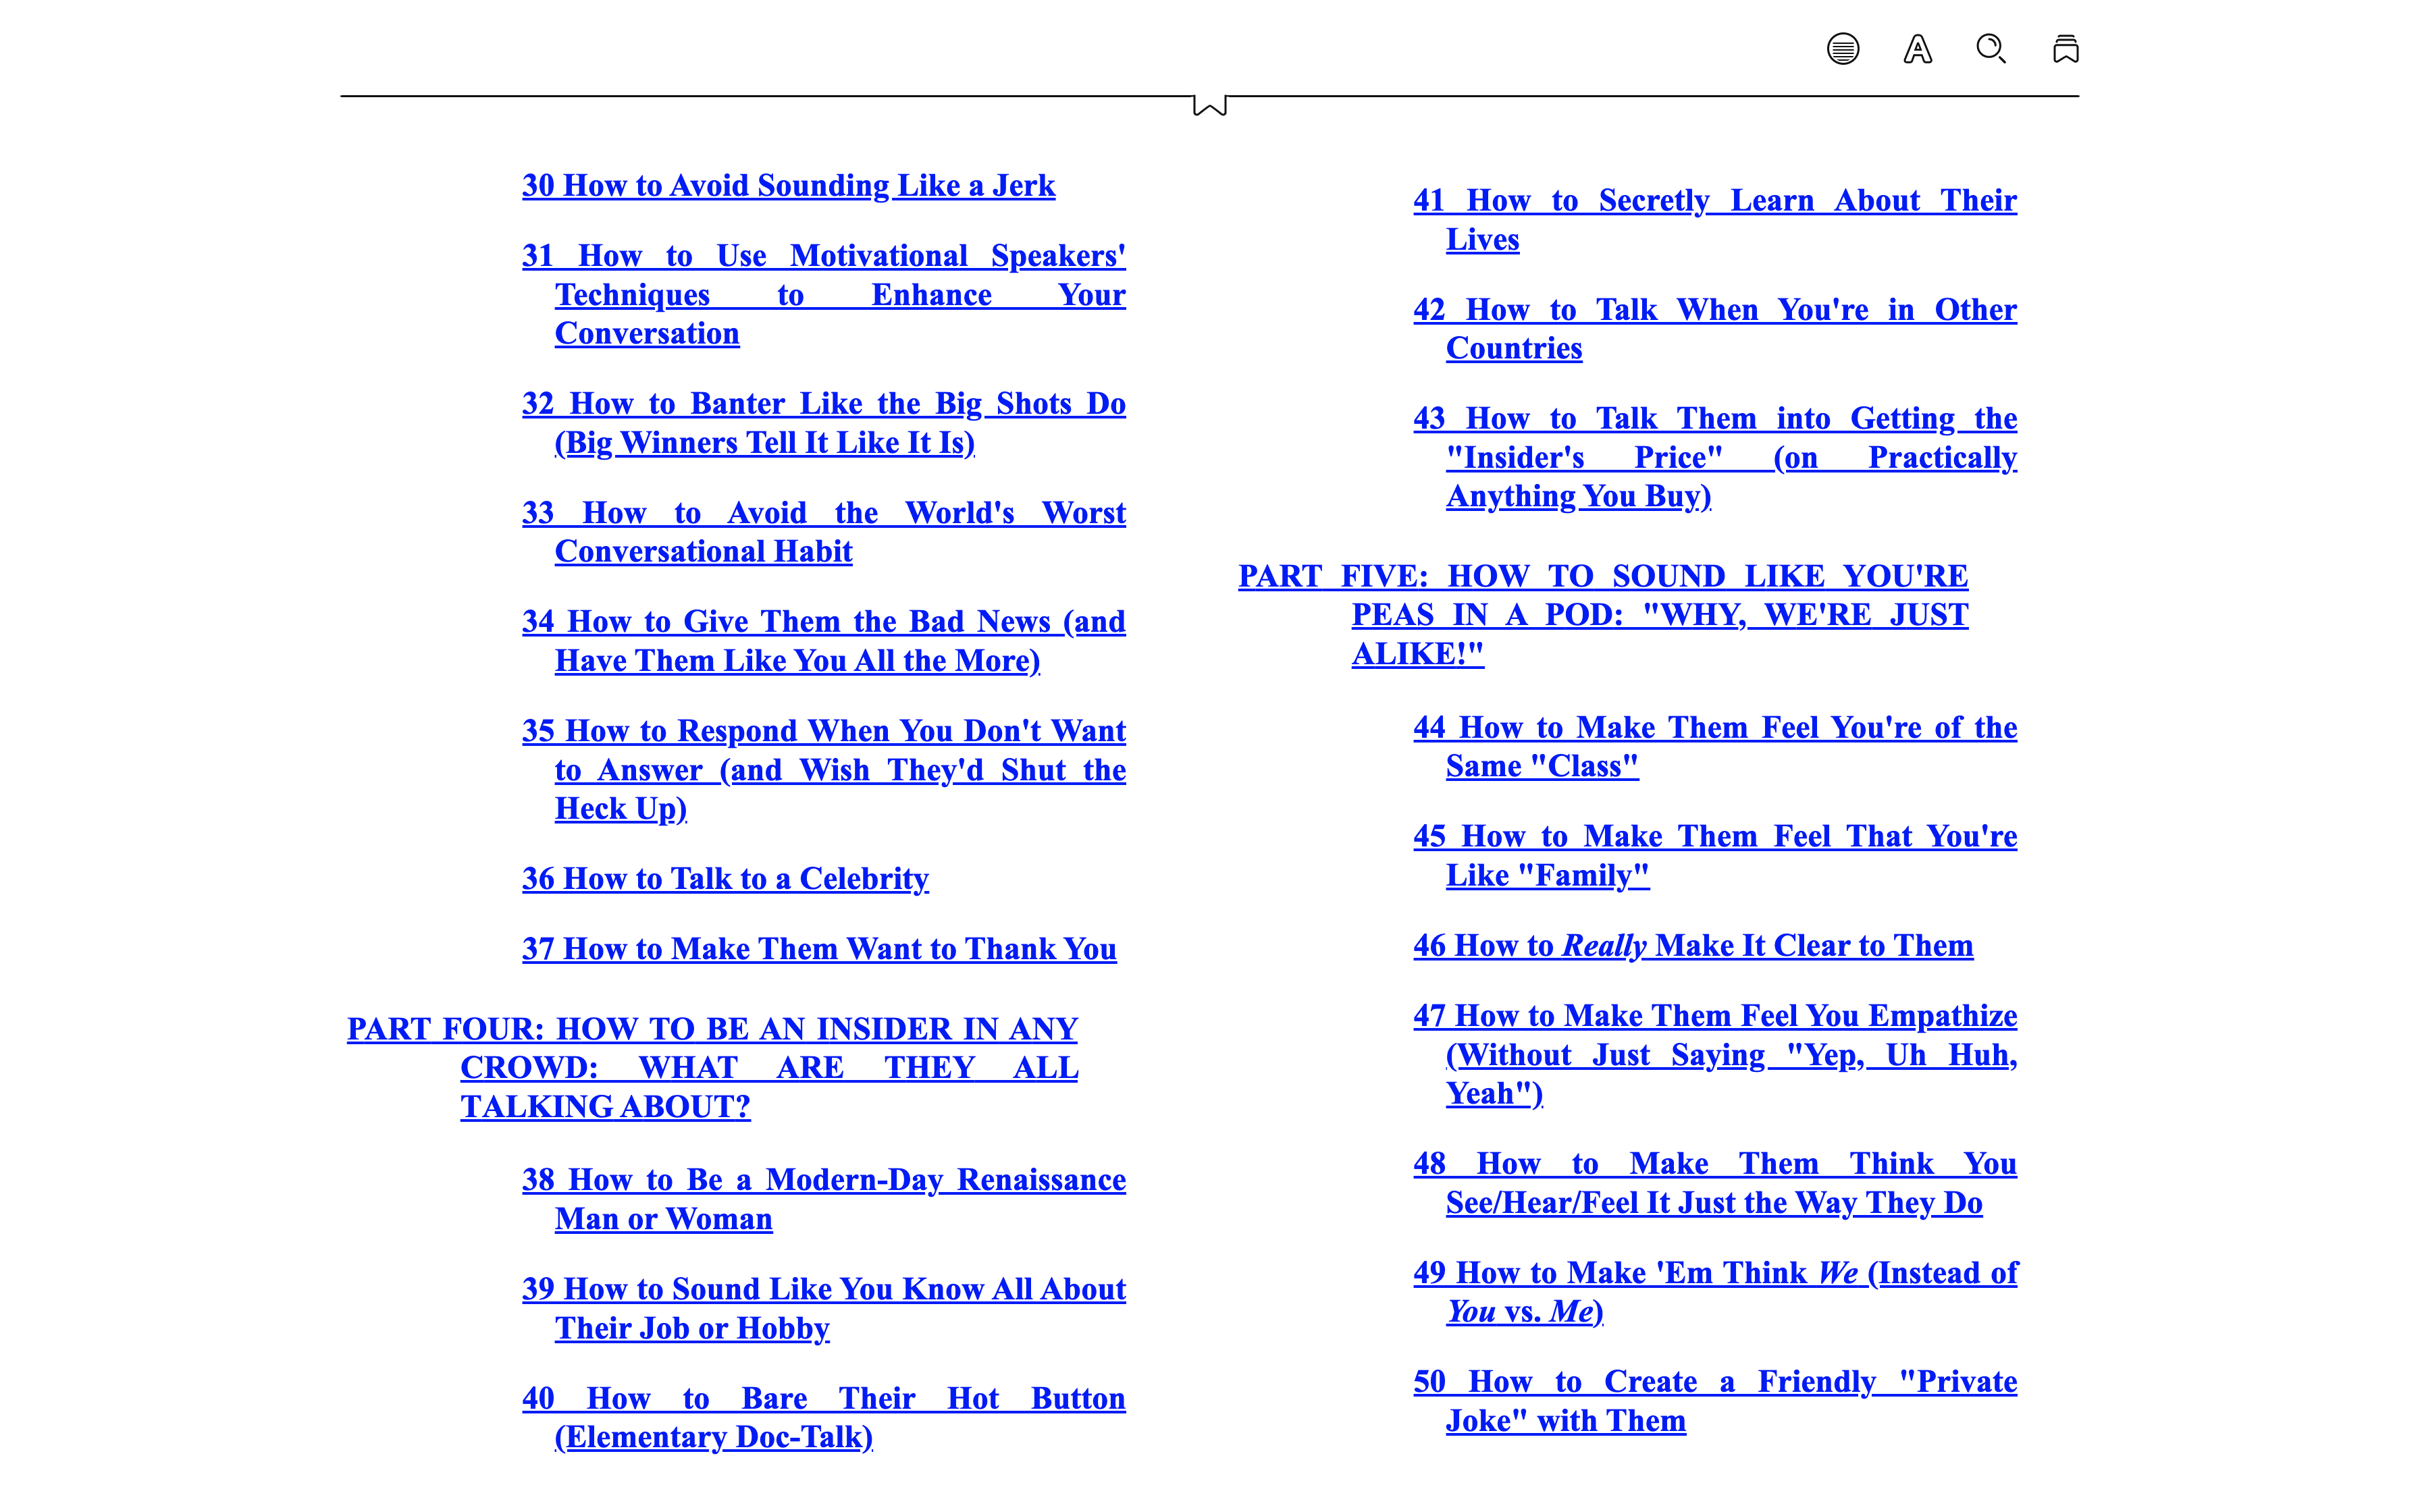 30 How to Avoid Sounding Like a Jerk
31 How to Use Motivational Speakers'
Techniques to Enhance Your
Conversation
32 How to Banter Like the Big Shots Do
(Big Winners Tell It Like It Is)
33 How to Avoid the World's Worst
Conversational Habit
34 How to Give Them the Bad News (and
Have Them Like You All the More)
35 How to Respond When You Don't Want
to Answer (and Wish They'd Shut the
Heck Up)
36 How to Talk to a Celebrity
37 How to Make Them Want to Thank You
PART FOUR: HOW TO BE AN INSIDER IN ANY
CROWD: WHAT ARE THEY ALL
TALKING ABOUT?
38 How to Be a Modern-Day Renaissance
Man or Woman
39 How to Sound Like You Know All About
Their Job or Hobby
40 How to Bare Their Hot Button
(Elementary Doc-Talk)
41 How to Secretly Learn About Their
Lives
42 How to Talk When You're in Other
Countries
43 How to Talk Them into Getting the
"Insider's Price" (on Practically
Anything You Buy)
PART FIVE: HOW TO SOUND LIKE YOU'RE
PEAS IN A POD: "WHY, WE'RE JUST
ALIKE!"
44 How to Make Them Feel You're of the
Same "Class"
45 How to Make Them Feel That You're
Like "Family"
46 How to Really Make It Clear to Them
47 How to Make Them Feel You Empathize
(Without Just Saying "Yep, Uh Huh,
Yeah")
48 How to Make Them Think You
See/Hear/Feel It Just the Way They Do
49 How to Make 'Em Think We (Instead of
You vs. Me)
50 How to Create a Friendly "Private
Joke" with Them